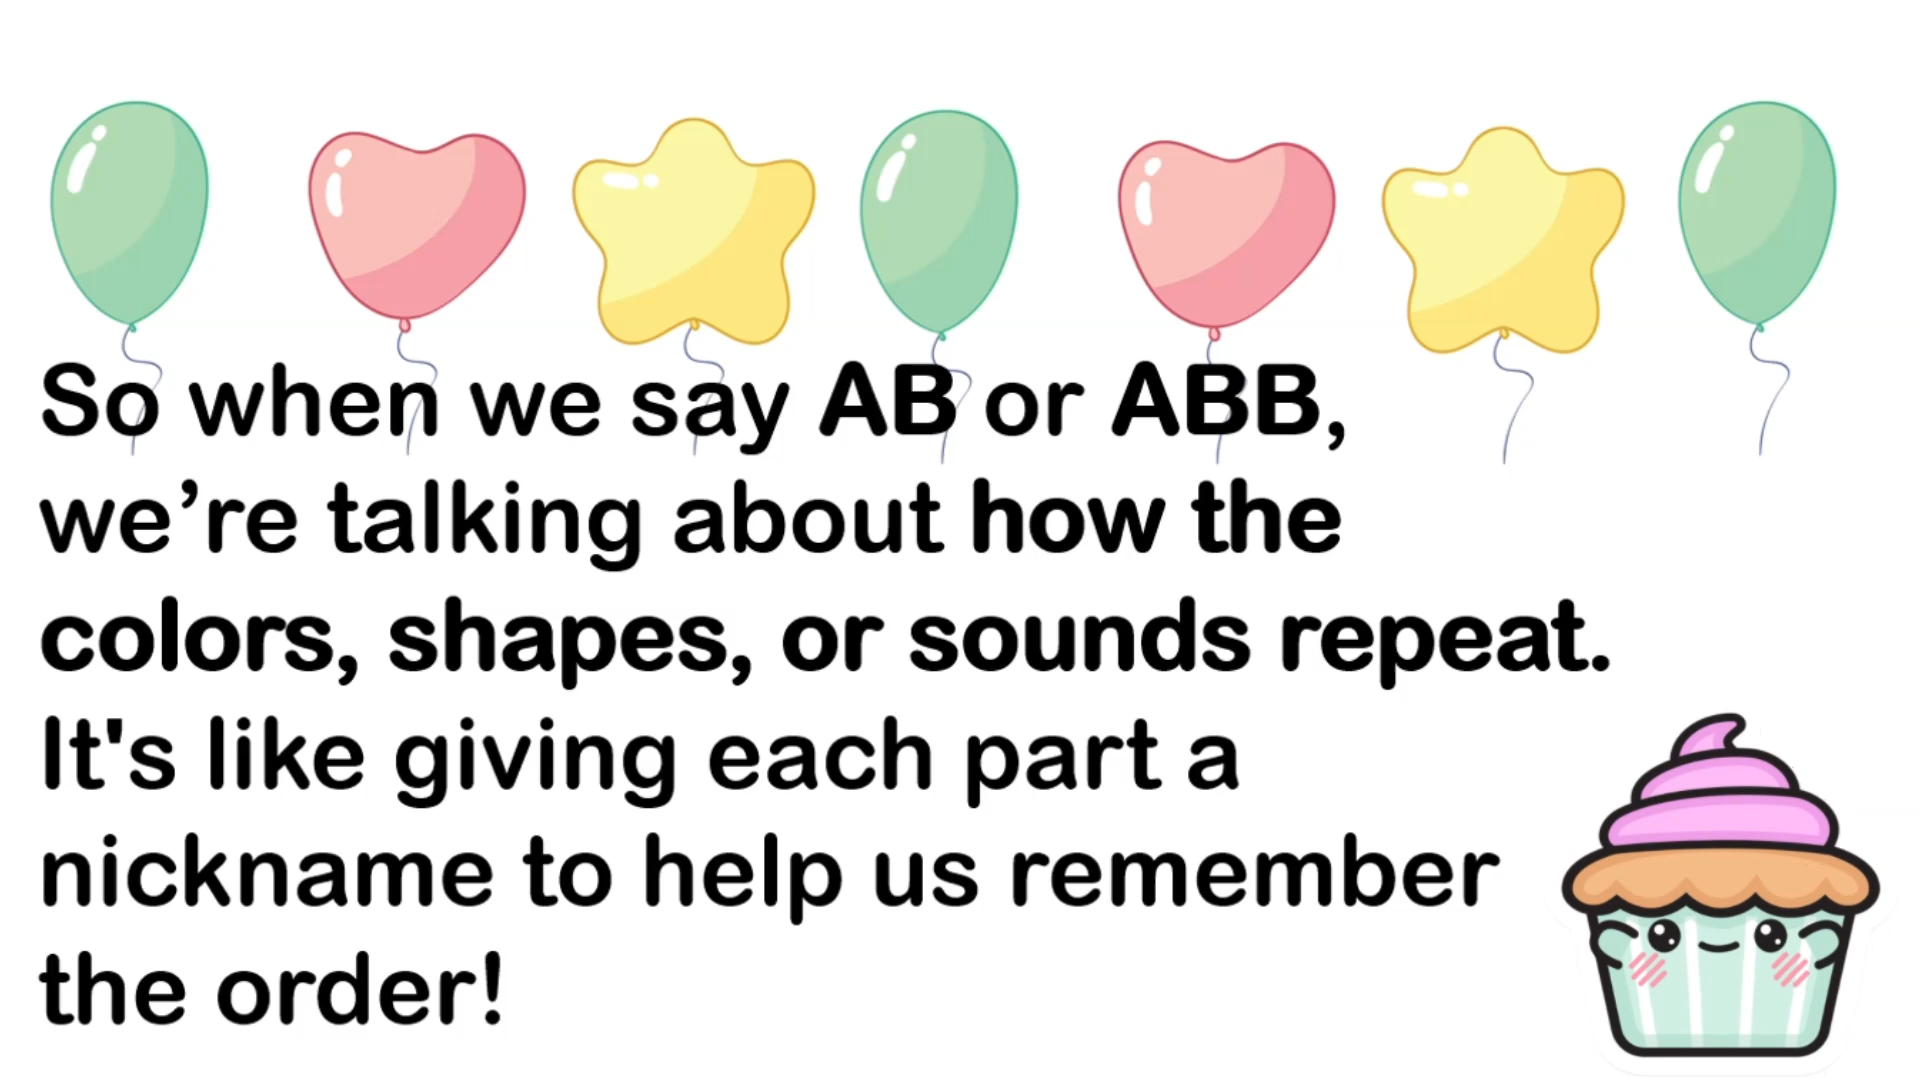 So when we say AB or ABB,
we’re talking about how the
colors, shapes, or sounds repeat.
It's like giving each part a
nickname to help us remember
the order!